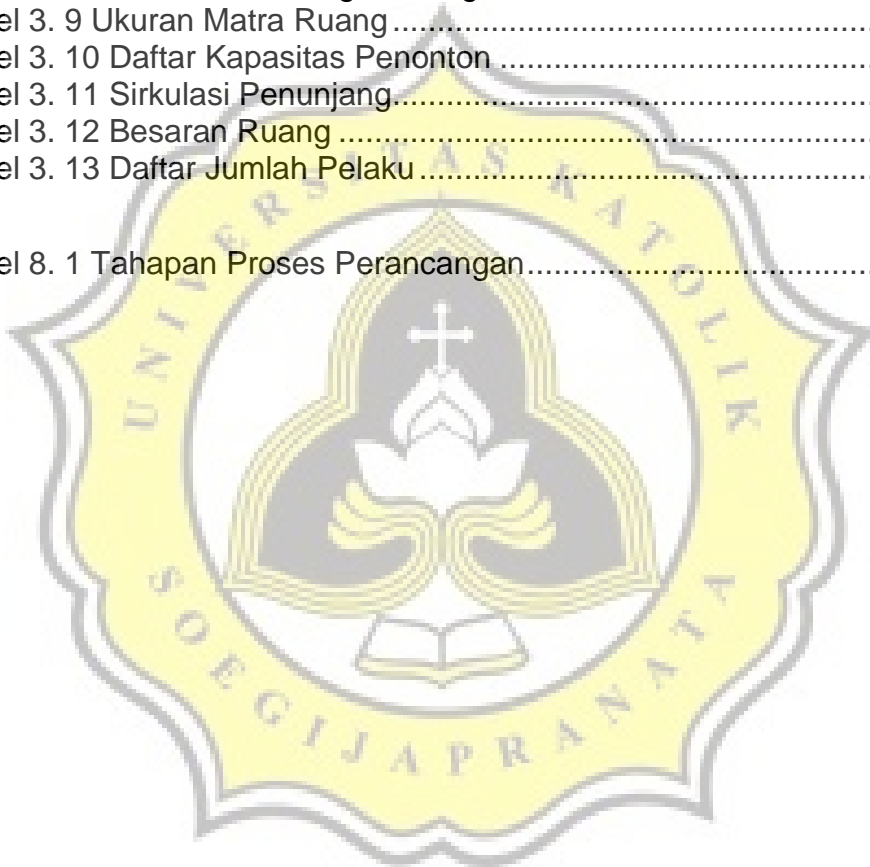 el 3. 9 Ukuran Matra Ruang ........................................................
el 3. 10 Daftar Kapasitas Penonton ........................................................
el 3. 11 Sirkulasi Penunjang........................................................
el 3. 12 Besaran Ruang ........................................................
el 3. 13 Daftar Jumlah Pelaku ........................................................
el 8. 1 Tahapan Proses Perancangan........................................................
UNIVERSITAS KATOLIK
SOEGIJAPRANATA